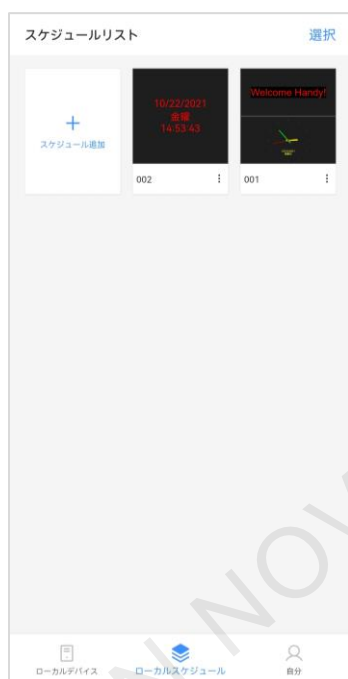 スケジュールリスト
選択
スケジュール追加
10/22/2021
金曜
14:53:43
002
Welcome Handy!
001
ローカルデバイス
ローカルスケジュール
自分